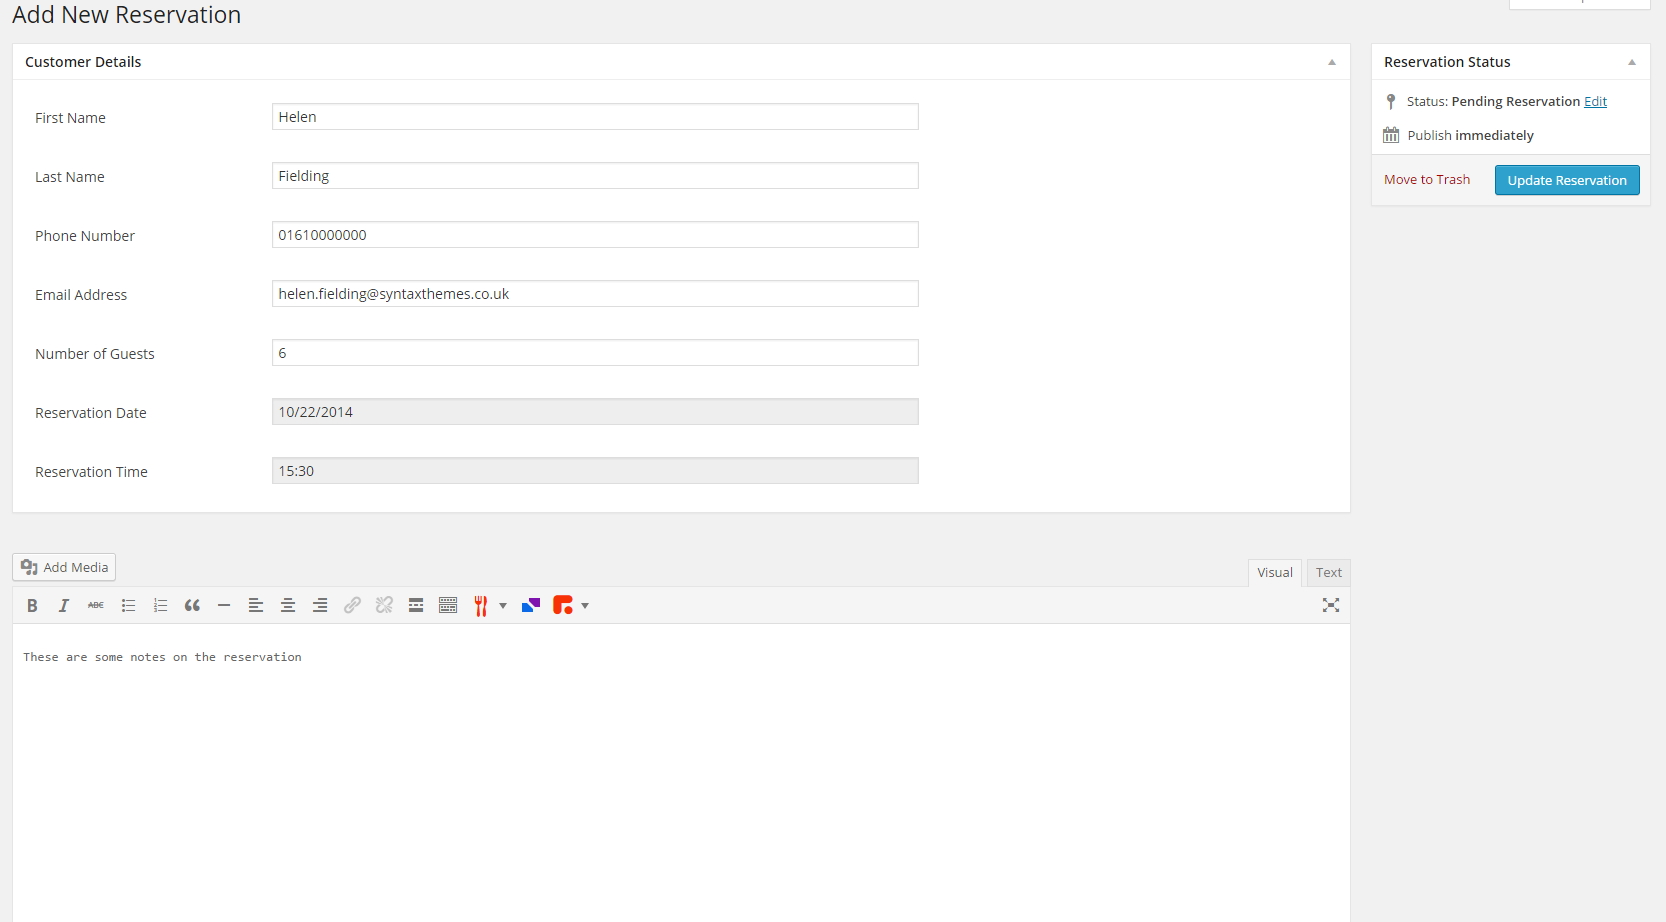 Add New Reservation
Customer Details
First Name
Helen
Last Name
Fielding
Phone Number
01610000000
Email Address
helen.fielding@syntaxthemes.co.uk
Number of Guests
6
Reservation Date
10/22/2014
Reservation Time
15:30
Reservation Status
Status: Pending Reservation Edit
Publish immediately
Move to Trash Update Reservation
Add Media
Visual Text
B I ABC
These are some notes on the reservation